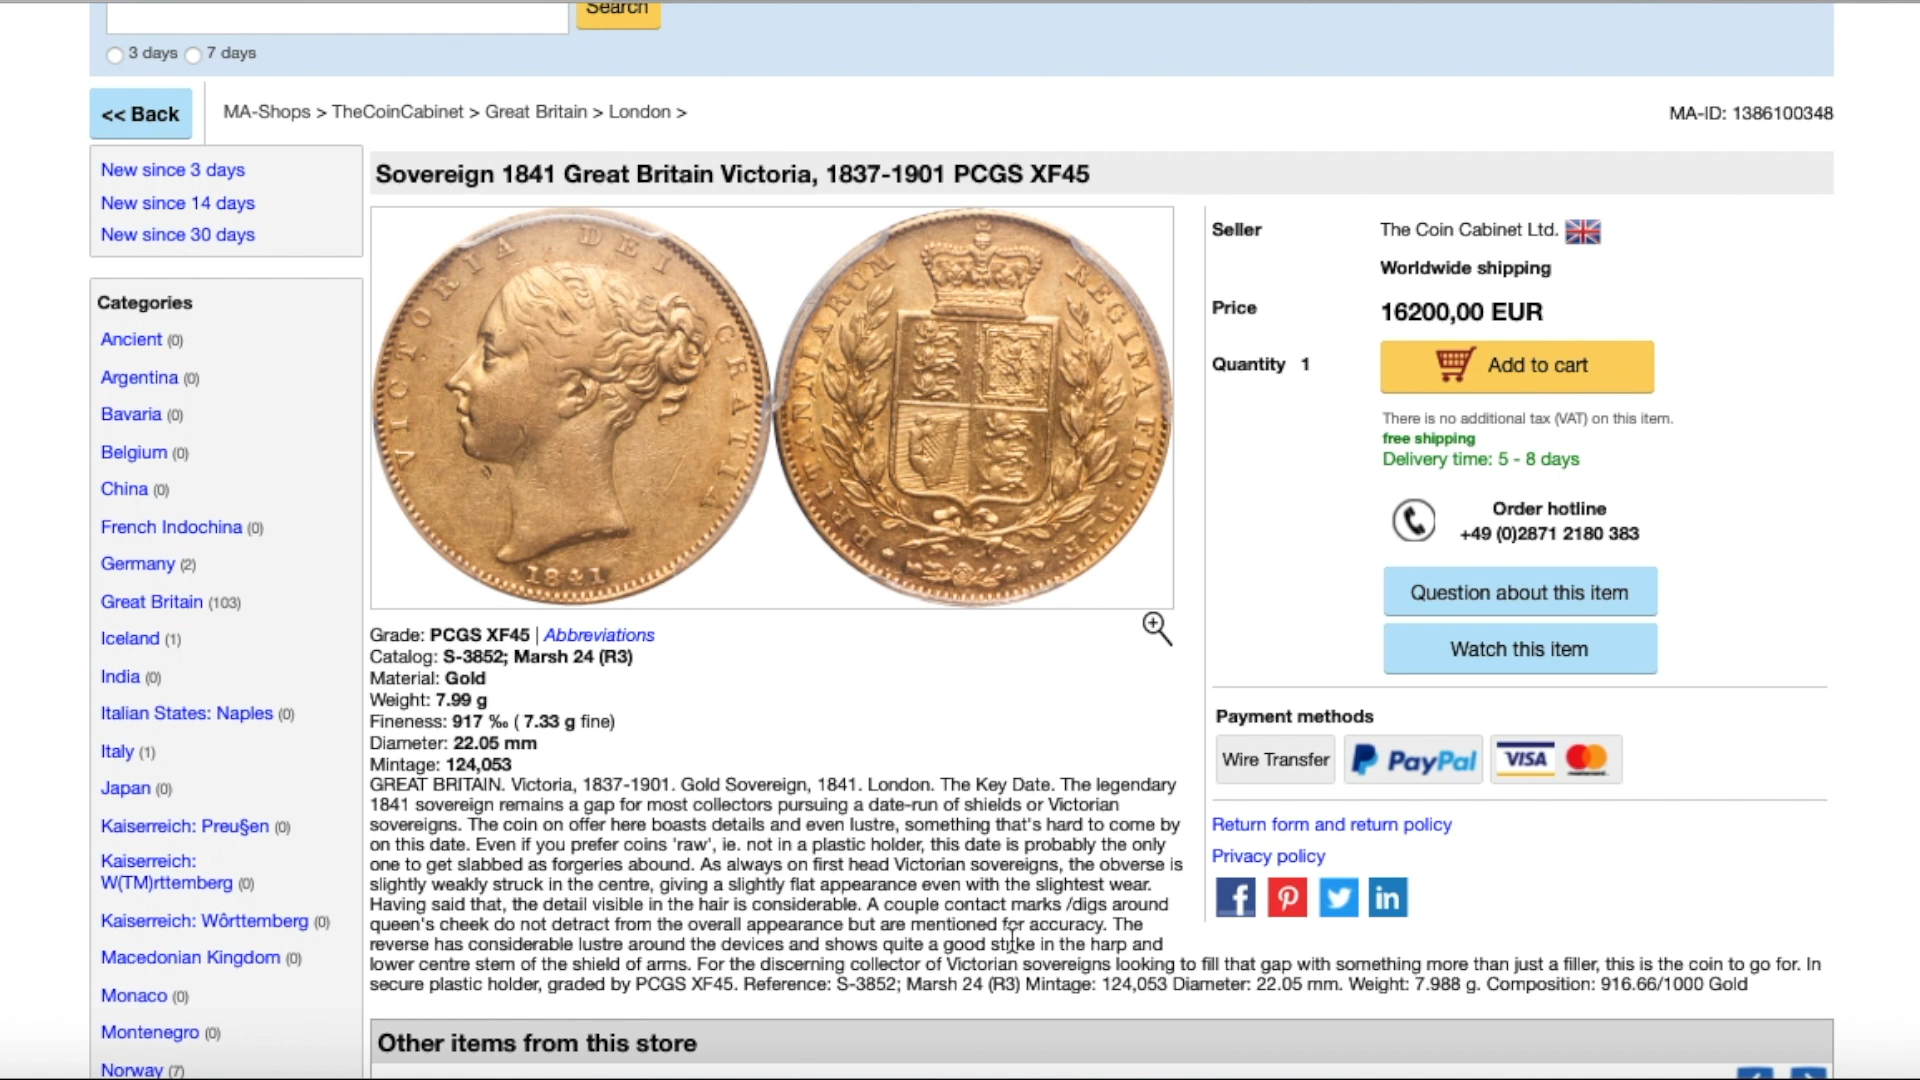 Search
3 days 7 days
<< Back
MA-Shops > TheCoinCabinet > Great Britain > London >
MA-ID: 1386100348
New since 3 days
New since 14 days
New since 30 days
Categories
Ancient (0)
Argentina (0)
Bavaria (0)
Belgium (0)
China (0)
French Indochina (0)
Germany (2)
Great Britain (103)
Iceland (1)
India (0)
Italian States: Naples (0)
Italy (1)
Japan (0)
Kaiserreich: Preu§en (0)
Kaiserreich:
W(TM)rttemberg (0)
Kaiserreich: Wôrttemberg (0)
Macedonian Kingdom (0)
Monaco (0)
Montenegro (0)
Norway (7)
Sovereign 1841 Great Britain Victoria, 1837-1901 PCGS XF45
VICTORIA DEI GRATIA
1841
BRITANNIARUM REGINA FID: DEF:
Grade: PCGS XF45 | Abbreviations
Catalog: S-3852; Marsh 24 (R3)
Material: Gold
Weight: 7.99 g
Fineness: 917 ‰ ( 7.33 g fine)
Diameter: 22.05 mm
Mintage: 124,053
GREAT BRITAIN. Victoria, 1837-1901. Gold Sovereign, 1841. London. The Key Date. The legendary
1841 sovereign remains a gap for most collectors pursuing a date-run of shields or Victorian
sovereigns. The coin on offer here boasts details and even lustre, something that's hard to come by
on this date. Even if you prefer coins 'raw', ie. not in a plastic holder, this date is probably the only
one to get slabbed as forgeries abound. As always on first head Victorian sovereigns, the obverse is
slightly weakly struck in the centre, giving a slightly flat appearance even with the slightest wear.
Having said that, the detail visible in the hair is considerable. A couple contact marks /digs around
queen's cheek do not detract from the overall appearance but are mentioned for accuracy. The
reverse has considerable lustre around the devices and shows quite a good strike in the harp and
lower centre stem of the shield of arms. For the discerning collector of Victorian sovereigns looking to fill that gap with something more than just a filler, this is the coin to go for. In
secure plastic holder, graded by PCGS XF45. Reference: S-3852; Marsh 24 (R3) Mintage: 124,053 Diameter: 22.05 mm. Weight: 7.988 g. Composition: 916.66/1000 Gold
Seller The Coin Cabinet Ltd.
Worldwide shipping
Price 16200,00 EUR
Quantity 1 Add to cart
There is no additional tax (VAT) on this item.
free shipping
Delivery time: 5 - 8 days
Order hotline
+49 (0)2871 2180 383
Question about this item
Watch this item
Payment methods
Wire Transfer PayPal VISA mastercard
Return form and return policy
Privacy policy
f in
Other items from this store